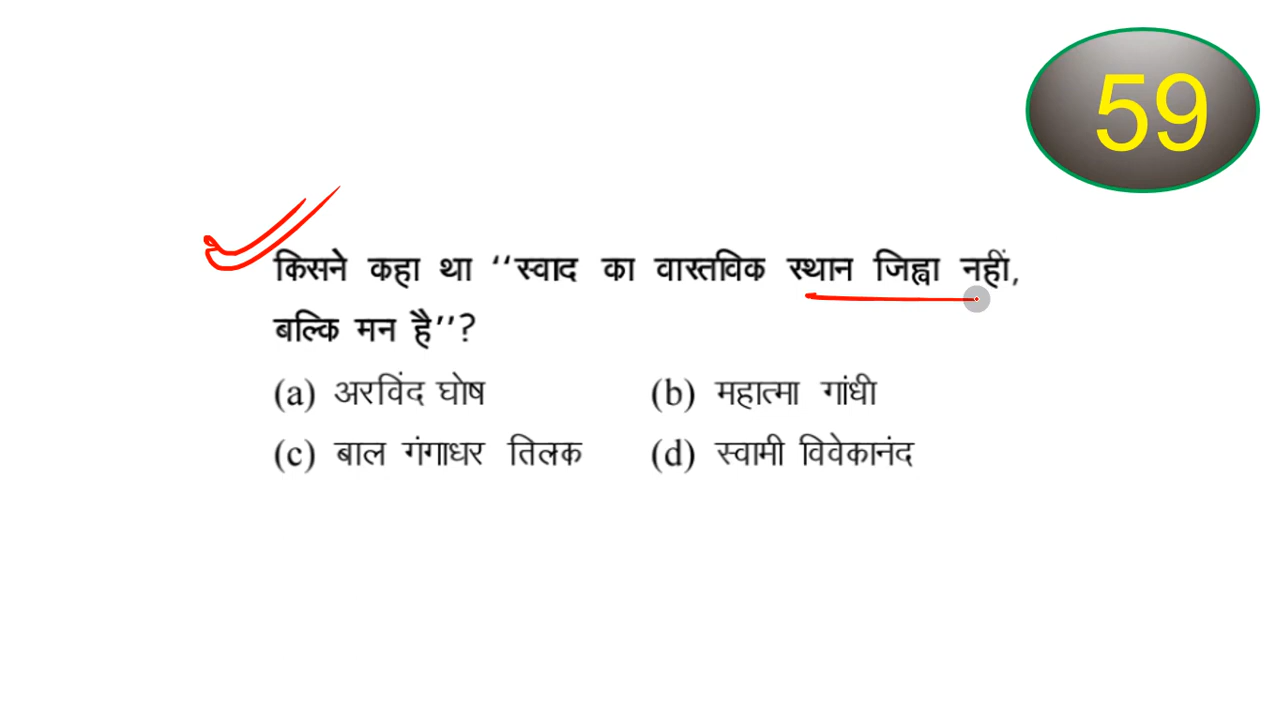 59
किसने कहा था ‘‘स्वाद का वास्तविक स्थान जिह्वा नहीं,
बल्कि मन है’’?
(a) अरविंद घोष (b) महात्मा गांधी
(c) बाल गंगाधर तिलक (d) स्वामी विवेकानंद